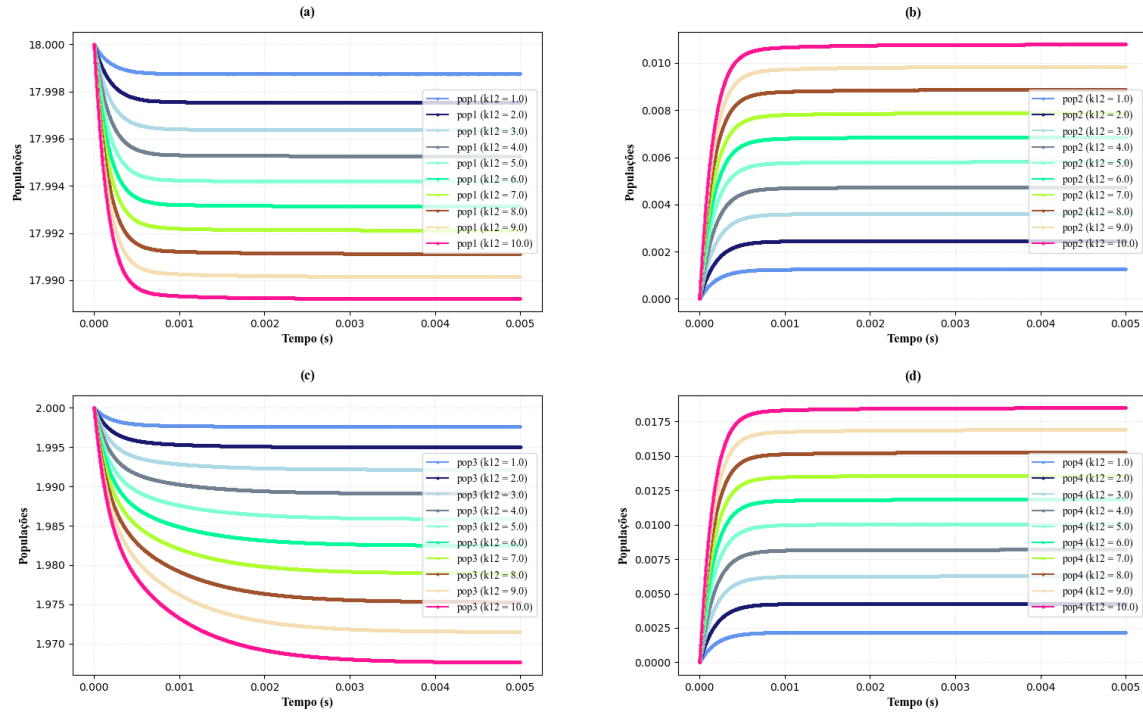 (a)
Populações
18.000
17.998
17.996
17.994
17.992
17.990
pop1 (k12 = 1.0)
pop1 (k12 = 2.0)
pop1 (k12 = 3.0)
pop1 (k12 = 4.0)
pop1 (k12 = 5.0)
pop1 (k12 = 6.0)
pop1 (k12 = 7.0)
pop1 (k12 = 8.0)
pop1 (k12 = 9.0)
pop1 (k12 = 10.0)
0.000 0.001 0.002 0.003 0.004 0.005
Tempo (s)
(b)
Populações
0.010
0.008
0.006
0.004
0.002
0.000
pop2 (k12 = 1.0)
pop2 (k12 = 2.0)
pop2 (k12 = 3.0)
pop2 (k12 = 4.0)
pop2 (k12 = 5.0)
pop2 (k12 = 6.0)
pop2 (k12 = 7.0)
pop2 (k12 = 8.0)
pop2 (k12 = 9.0)
pop2 (k12 = 10.0)
0.000 0.001 0.002 0.003 0.004 0.005
Tempo (s)
(c)
Populações
2.000
1.995
1.990
1.985
1.980
1.975
1.970
pop3 (k12 = 1.0)
pop3 (k12 = 2.0)
pop3 (k12 = 3.0)
pop3 (k12 = 4.0)
pop3 (k12 = 5.0)
pop3 (k12 = 6.0)
pop3 (k12 = 7.0)
pop3 (k12 = 8.0)
pop3 (k12 = 9.0)
pop3 (k12 = 10.0)
0.000 0.001 0.002 0.003 0.004 0.005
Tempo (s)
(d)
Populações
0.0175
0.0150
0.0125
0.0100
0.0075
0.0050
0.0025
0.0000
pop4 (k12 = 1.0)
pop4 (k12 = 2.0)
pop4 (k12 = 3.0)
pop4 (k12 = 4.0)
pop4 (k12 = 5.0)
pop4 (k12 = 6.0)
pop4 (k12 = 7.0)
pop4 (k12 = 8.0)
pop4 (k12 = 9.0)
pop4 (k12 = 10.0)
0.000 0.001 0.002 0.003 0.004 0.005
Tempo (s)